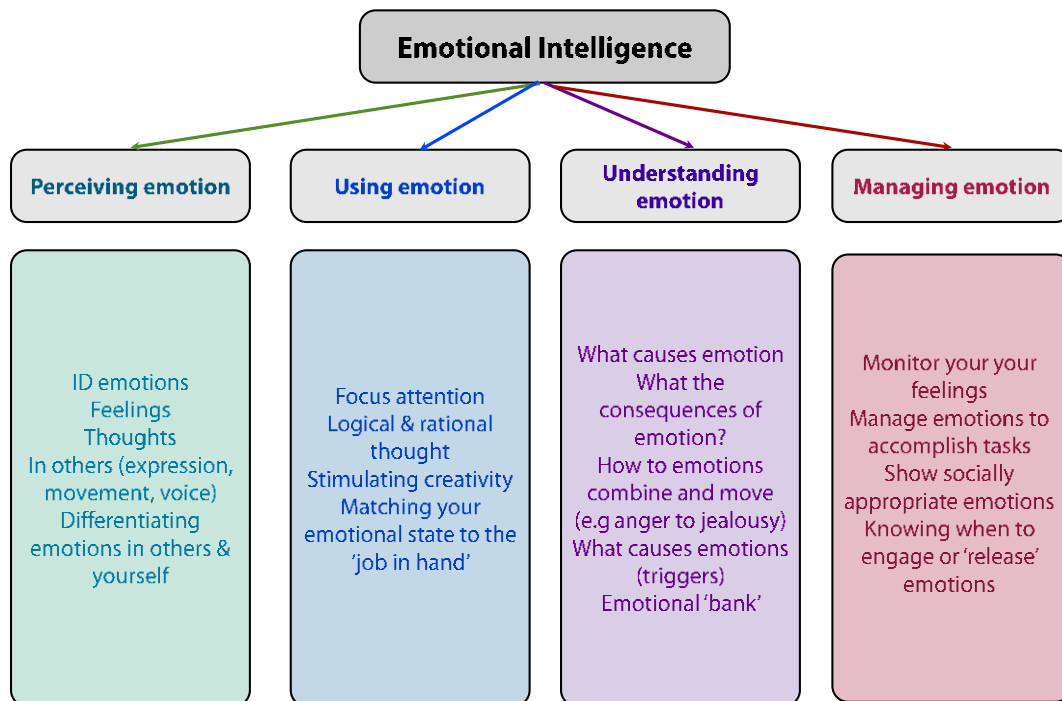 Emotional Intelligence
Perceiving emotion
Using emotion
Understanding
emotion
Managing emotion
ID emotions
Feelings
Thoughts
In others (expression,
movement, voice)
Differentiating
emotions in others &
yourself
Focus attention
Logical & rational
thought
Stimulating creativity
Matching your
emotional state to the
‘job in hand’
What causes emotion
What the
consequences of
emotion?
How to emotions
combine and move
(e.g anger to jealousy)
What causes emotions
(triggers)
Emotional ‘bank’
Monitor your your
feelings
Manage emotions to
accomplish tasks
Show socially
appropriate emotions
Knowing when to
engage or ‘release’
emotions